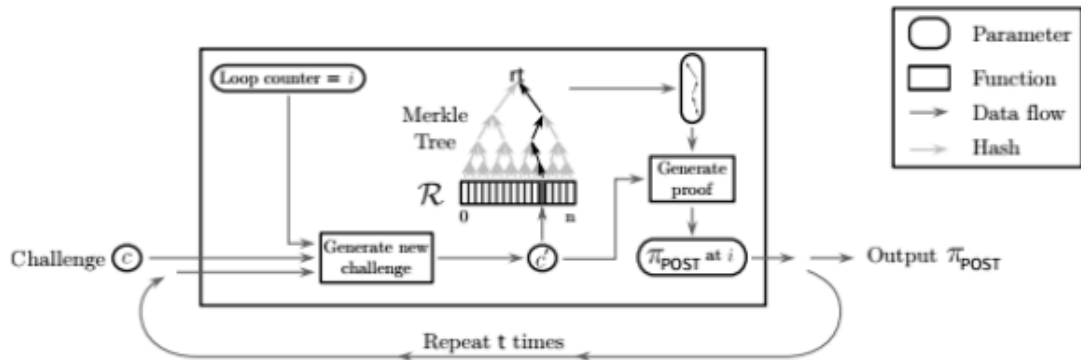 Parameter
Function
Data flow
Hash
Loop counter = i
rt
Merkle
Tree
R
0
n
Generate
proof
Challenge c
Generate new
challenge
c′
π_POST at i
Output π_POST
Repeat t times